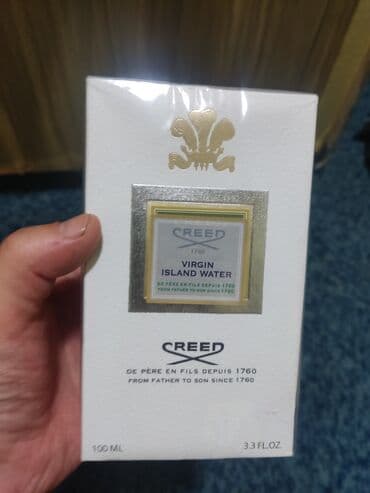 CREED
1760
VIRGIN
ISLAND WATER
DE PÈRE EN FILS DEPUIS 1760
FROM FATHER TO SON SINCE 1760
CREED
DE PÈRE EN FILS DEPUIS 1760
FROM FATHER TO SON SINCE 1760
100 ML 3.3 FL.OZ